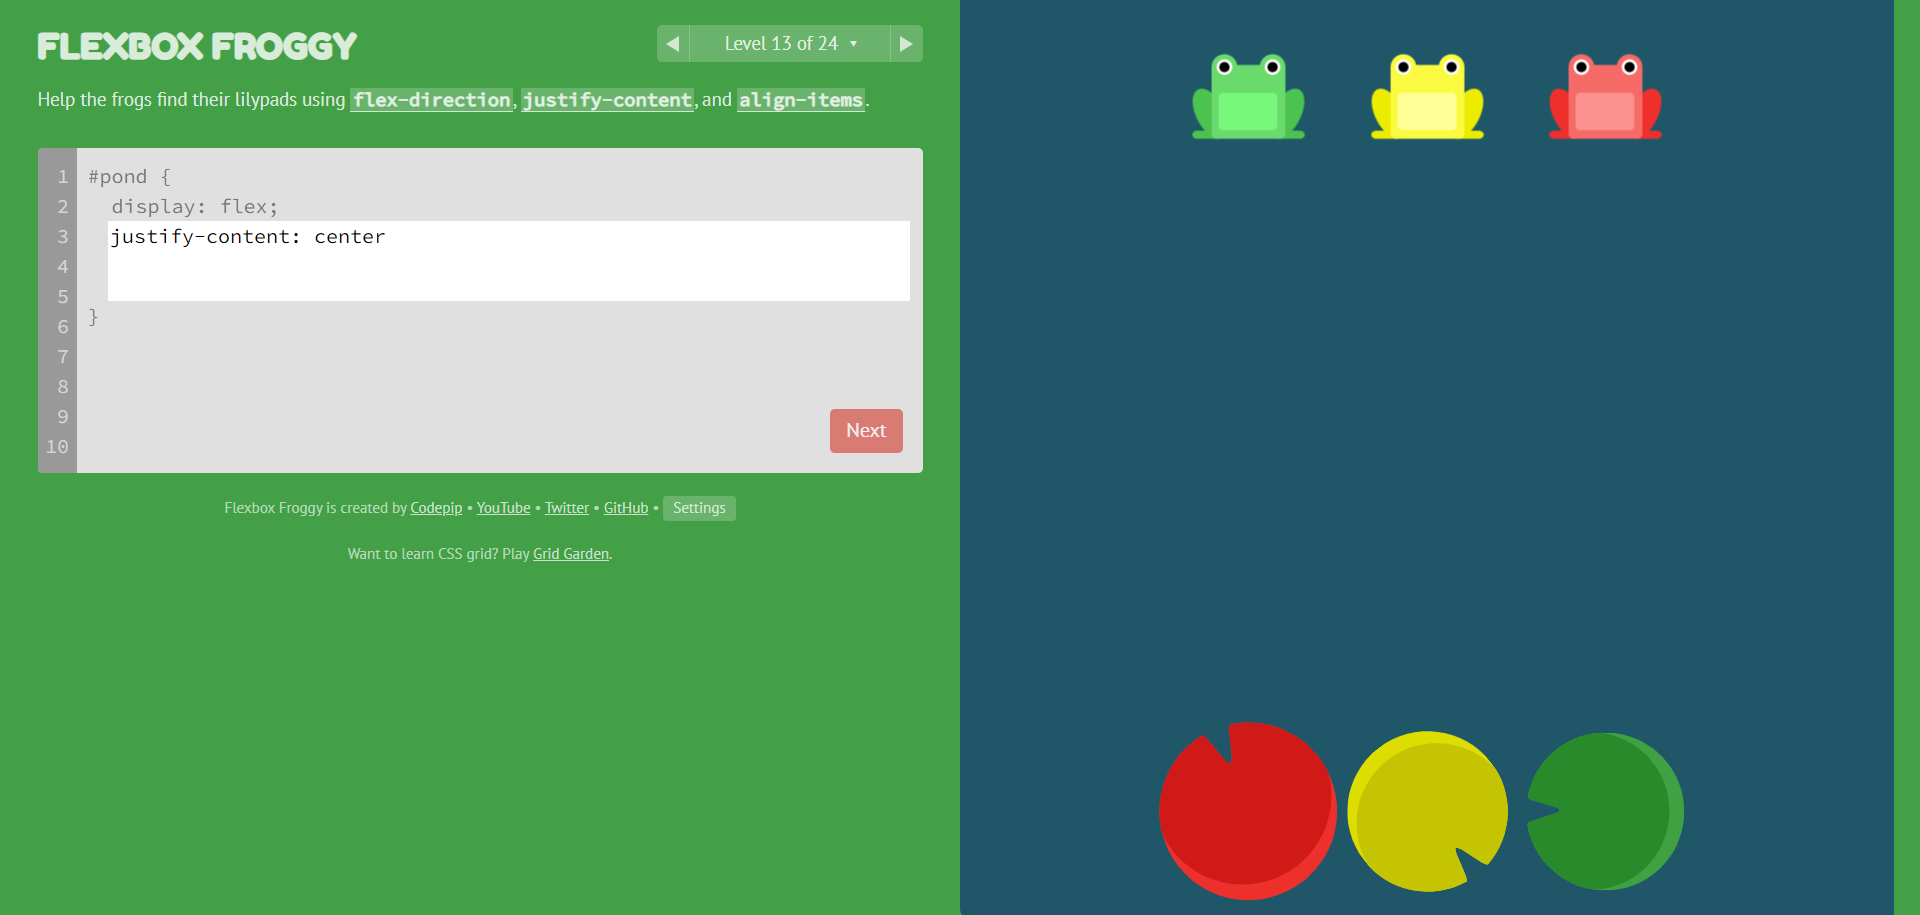 FLEXBOX FROGGY
Level 13 of 24
Help the frogs find their lilypads using flex-direction, justify-content, and align-items.
1 #pond {
2 display: flex;
3 justify-content: center
4
5
6 }
7
8
9
10
Next
Flexbox Froggy is created by Codepip • YouTube • Twitter • GitHub • Settings
Want to learn CSS grid? Play Grid Garden.